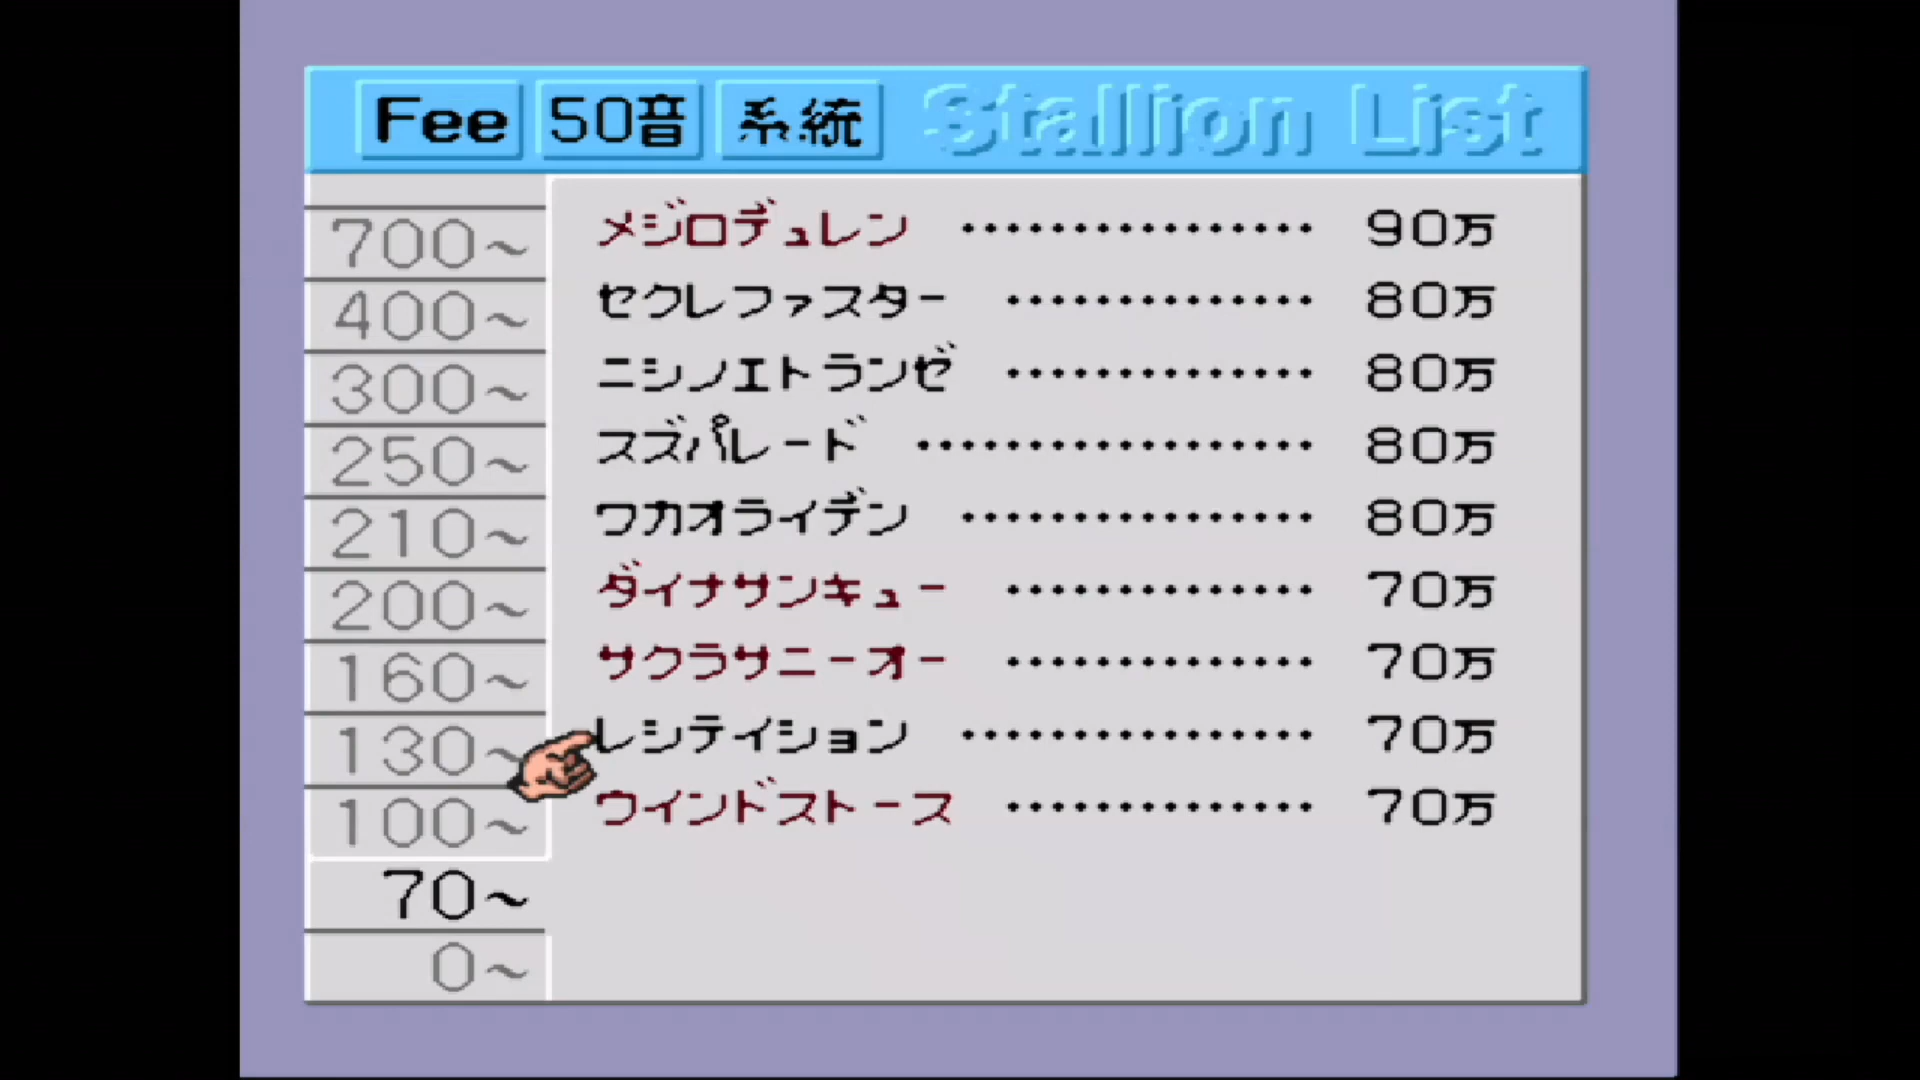 Fee 50音 系統 Stallion List
700~
400~
300~
250~
210~
200~
160~
130~
100~
70~
0~
メジロデュレン ················ 90万
セクレファスター ·············· 80万
ニシノエトランゼ ·············· 80万
スズパレード ·················· 80万
ワカオライデン ················ 80万
ダイナサンキュー ·············· 70万
サクラサニーオー ·············· 70万
レシテイション ················ 70万
ウインドストース ·············· 70万